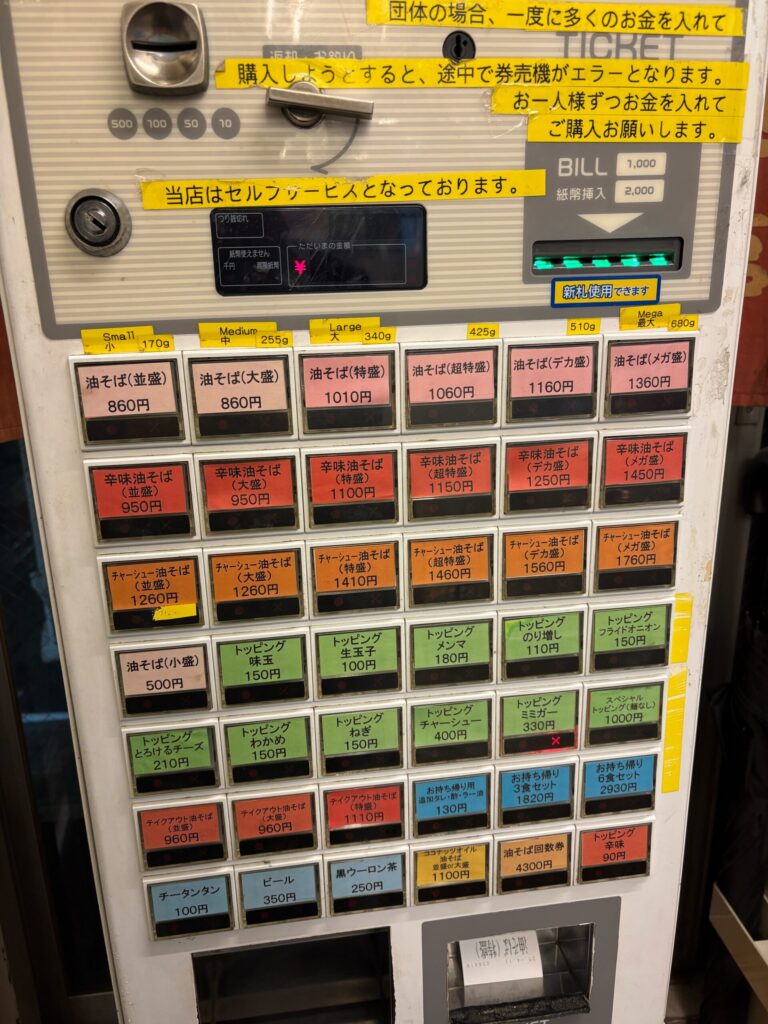 団体の場合、一度に多くのお金を入れて
TICKET
購入しようとすると、途中で券売機がエラーとなります。
お一人様ずつお金を入れて
ご購入お願いします。
500 100 50 10
BILL 1,000
紙幣挿入 2,000
当店はセルフサービスとなっております。
つり銭切れ
紙幣使えません
千円
ただいまの金額
¥
新札使用できます
Small 小 170g
Medium 中 255g
Large 大 340g
425g
510g
Mega 最大 680g
油そば(並盛)
860円
油そば(大盛)
860円
油そば(特盛)
1010円
油そば(超特盛)
1060円
油そば(デカ盛)
1160円
油そば(メガ盛)
1360円
辛味油そば
(並盛)
950円
辛味油そば
(大盛)
950円
辛味油そば
(特盛)
1100円
辛味油そば
(超特盛)
1150円
辛味油そば
(デカ盛)
1250円
辛味油そば
(メガ盛)
1450円
チャーシュー油そば
(並盛)
1260円
チャーシュー油そば
(大盛)
1260円
チャーシュー油そば
(特盛)
1410円
チャーシュー油そば
(超特盛)
1460円
チャーシュー油そば
(デカ盛)
1560円
チャーシュー油そば
(メガ盛)
1760円
油そば(小盛)
500円
トッピング
味玉
150円
トッピング
生玉子
100円
トッピング
メンマ
180円
トッピング
のり増し
110円
トッピング
フライドオニオン
150円
トッピング
とろけるチーズ
210円
トッピング
わかめ
150円
トッピング
ねぎ
150円
トッピング
チャーシュー
400円
トッピング
ミミガー
330円
スペシャル
トッピング(麺なし)
1000円
テイクアウト油そば
(並盛)
960円
テイクアウト油そば
(大盛)
960円
テイクアウト油そば
(特盛)
1110円
お持ち帰り用
追加ダレ・酢・ラー油
130円
お持ち帰り
3食セット
1820円
お持ち帰り
6食セット
2930円
チータンタン
100円
ビール
350円
黒ウーロン茶
250円
ココナッツオイル
油そば
並盛or大盛
1100円
油そば回数券
4300円
トッピング
辛味
90円
油そば(特盛)